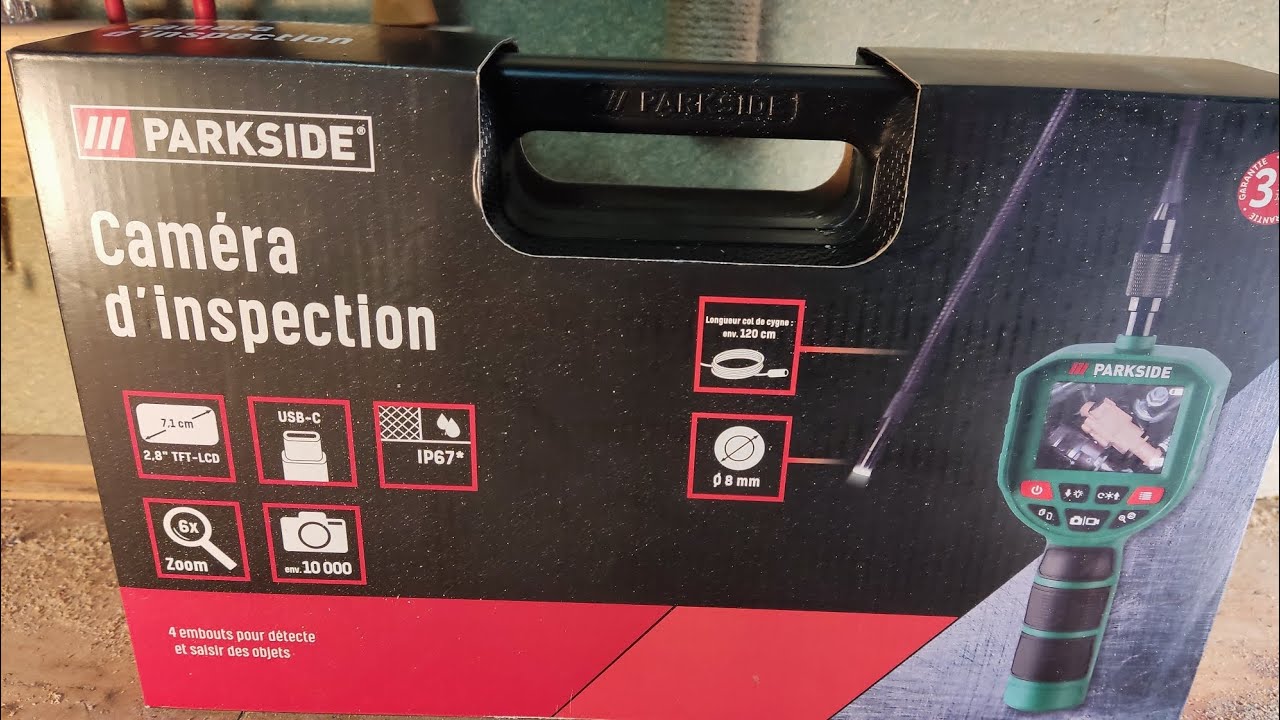 Caméra
d'inspection
// PARKSIDE
/// PARKSIDE®
Caméra
d'inspection
7,1 cm
2.8" TFT-LCD
USB-C
IP67*
6x
Zoom
env. 10 000
4 embouts pour détecte
et saisir des objets
Longueur col de cygne :
env. 120 cm
Ø 8 mm
GARANTIE
3
/// PARKSIDE